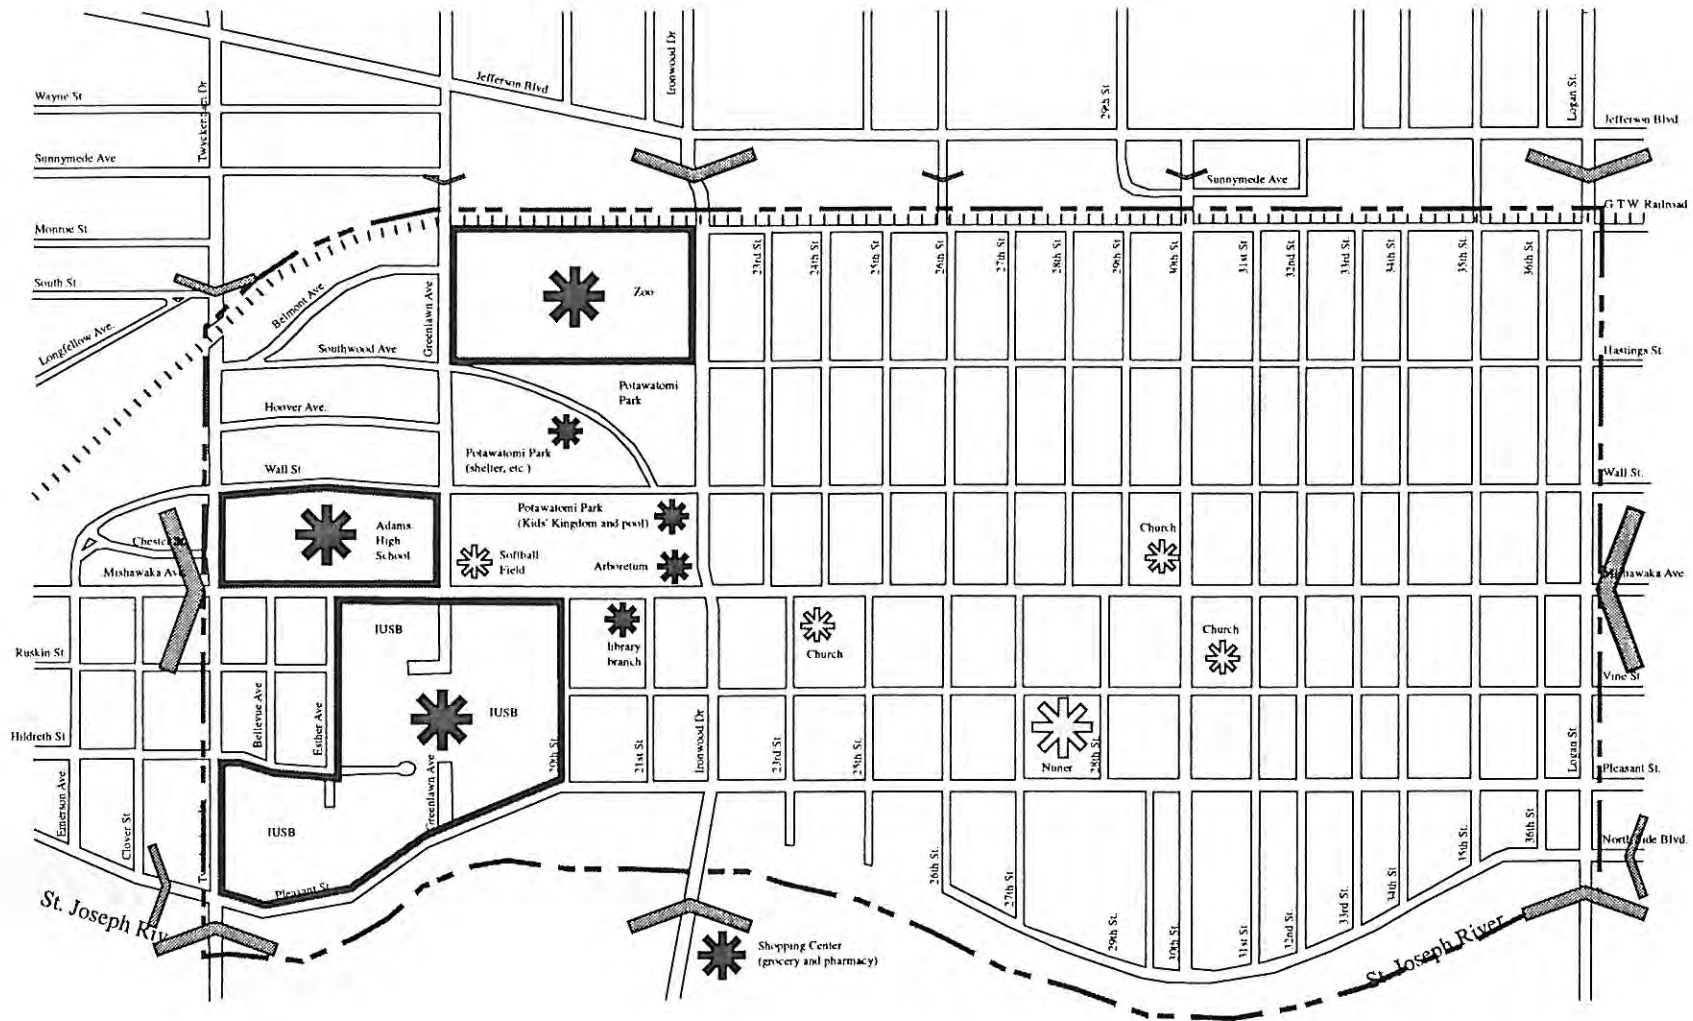 Jefferson Blvd
Ironwood Dr
29th St
Logan St.
Wayne St
Jefferson Blvd
Sunnymede Ave
Sunnymede Ave
G T W Railroad
Monroe St
23rd St
24th St
25th St
26th St
27th St
28th St
29th St
30th St
31st St
32nd St
33rd St
34th St
35th St
36th St
South St
Belmont Ave
Greenlawn Ave
Zoo
Longfellow Ave.
Southwood Ave
Hastings St.
Potawatomi
Park
Hoover Ave.
Potawatomi Park
(shelter, etc.)
Wall St
Wall St.
Adams
High
School
Potawatomi Park
(Kids' Kingdom and pool)
Softball
Field
Arboretum
Church
Mishawaka Ave
Mishawaka Ave
IUSB
library
branch
Church
Church
Ruskin St
Vine St
Bellevue Ave
Esther Ave
IUSB
Hildreth St
20th St.
21st St
Ironwood Dr
23rd St
25th St
Nuner
28th St
Logan St
Pleasant St.
Emerson Ave.
Clover St
IUSB
Greenlawn Ave
Pleasant St.
26th St.
27th St
29th St.
30th St.
31st St
32nd St
33rd St.
34th St
35th St.
36th St
Northside Blvd.
St. Joseph
St. Joseph River
Shopping Center
(grocery and pharmacy)